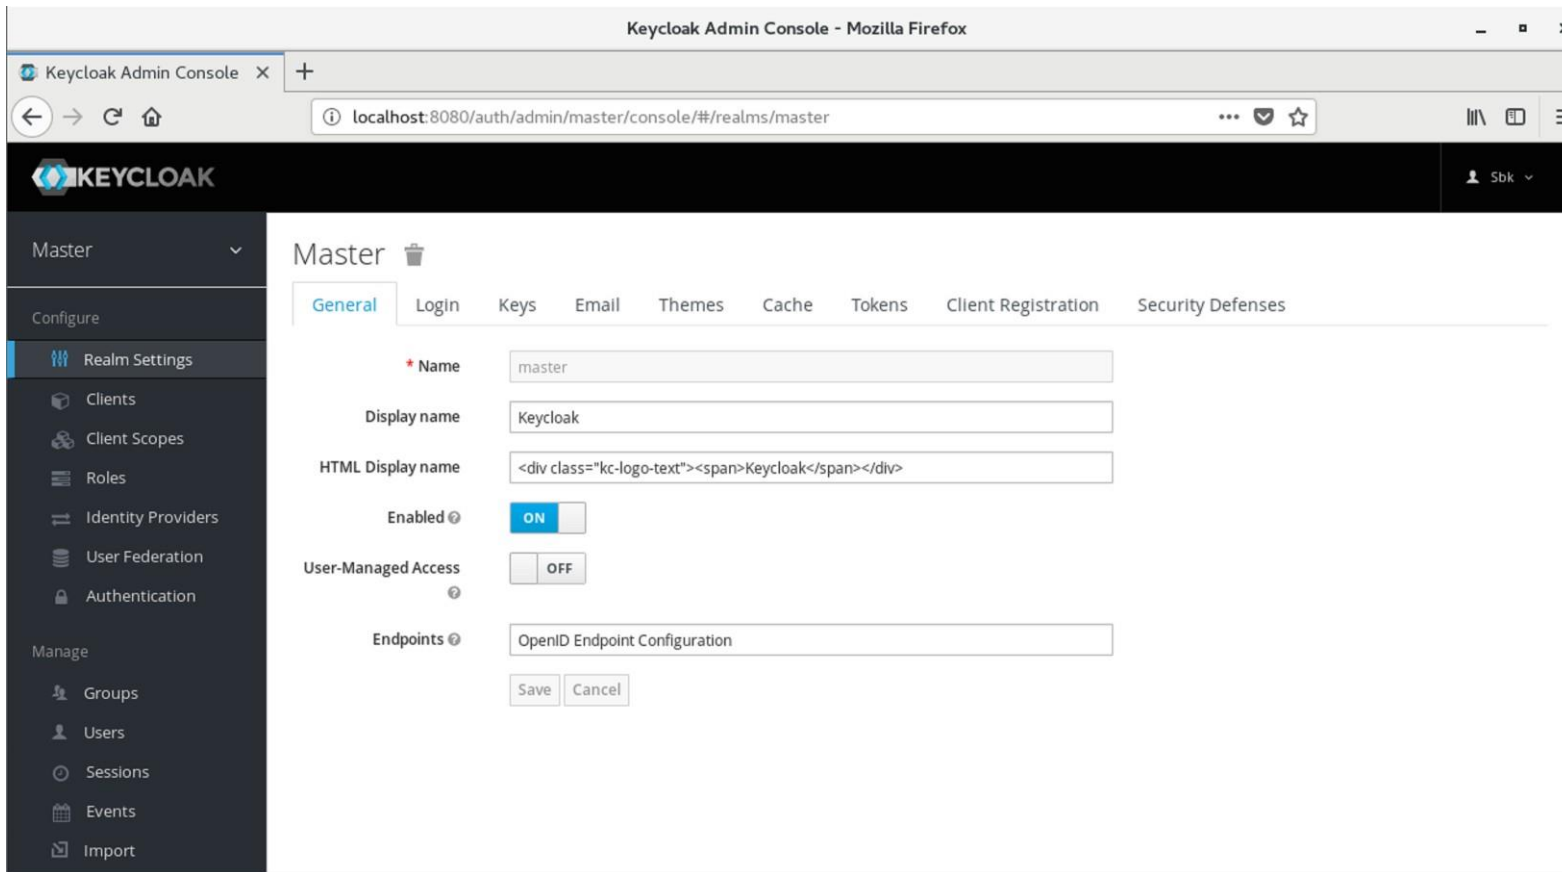 Keycloak Admin Console - Mozilla Firefox
Keycloak Admin Console
localhost:8080/auth/admin/master/console/#/realms/master
KEYCLOAK
Sbk
Master
Master
General Login Keys Email Themes Cache Tokens Client Registration Security Defenses
Configure
Realm Settings
Clients
Client Scopes
Roles
Identity Providers
User Federation
Authentication
Manage
Groups
Users
Sessions
Events
Import
* Name master
Display name Keycloak
HTML Display name <div class="kc-logo-text"><span>Keycloak</span></div>
Enabled ON
User-Managed Access OFF
Endpoints OpenID Endpoint Configuration
Save Cancel